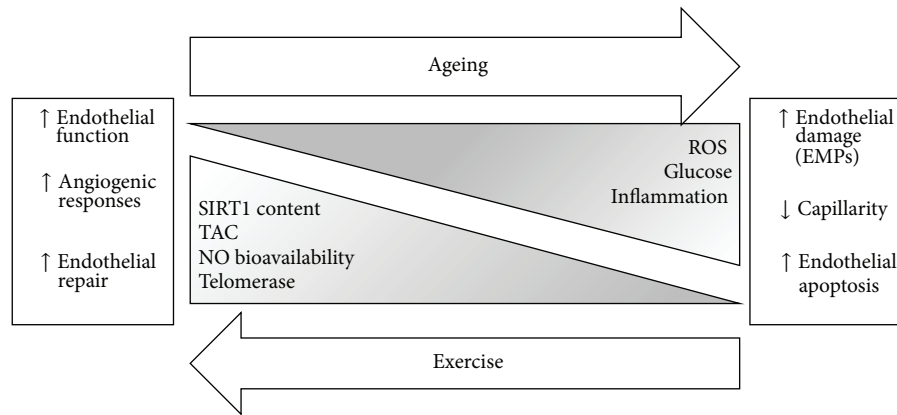 Ageing
↑ Endothelial
function
↑ Angiogenic
responses
↑ Endothelial
repair
ROS
Glucose
Inflammation
SIRT1 content
TAC
NO bioavailability
Telomerase
↑ Endothelial
damage
(EMPs)
↓ Capillarity
↑ Endothelial
apoptosis
Exercise